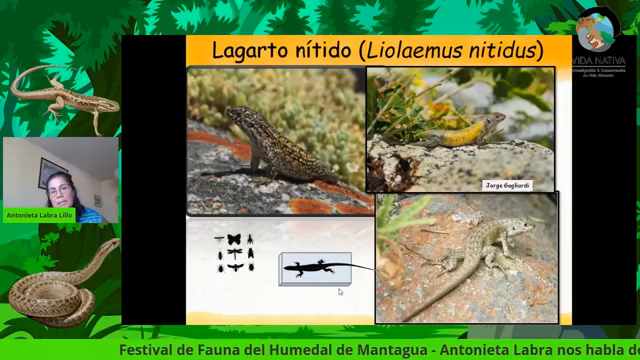 Lagarto nítido (Liolaemus nitidus)
VIDA NATIVA
Jorge Gagliardi
Antonieta Labra Lillo
Festival de Fauna del Humedal de Mantagua - Antonieta Labra nos habla d